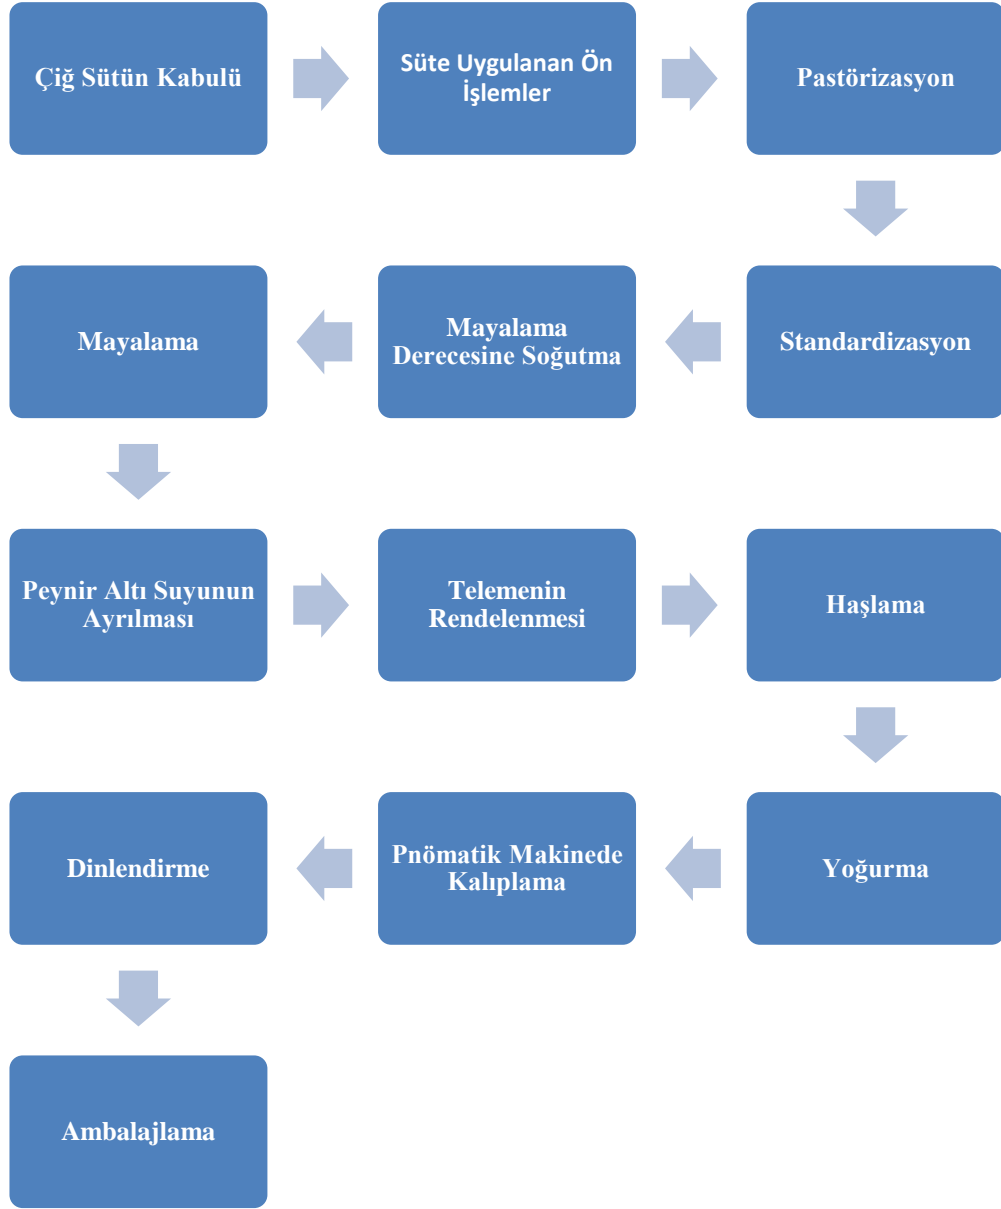 Çiğ Sütün Kabulü
Süte Uygulanan Ön
İşlemler
Pastörizasyon
Standardizasyon
Mayalama
Derecesine Soğutma
Mayalama
Peynir Altı Suyunun
Ayrılması
Telemenin
Rendelenmesi
Haşlama
Yoğurma
Pnömatik Makinede
Kalıplama
Dinlendirme
Ambalajlama